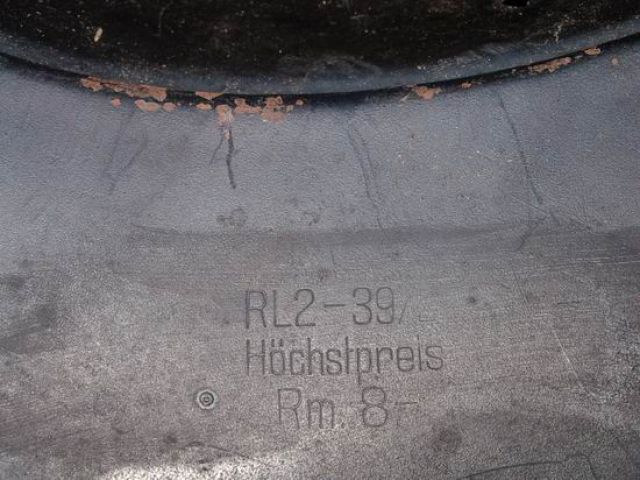 RL2-39/
Höchstpreis
Rm. 8.-